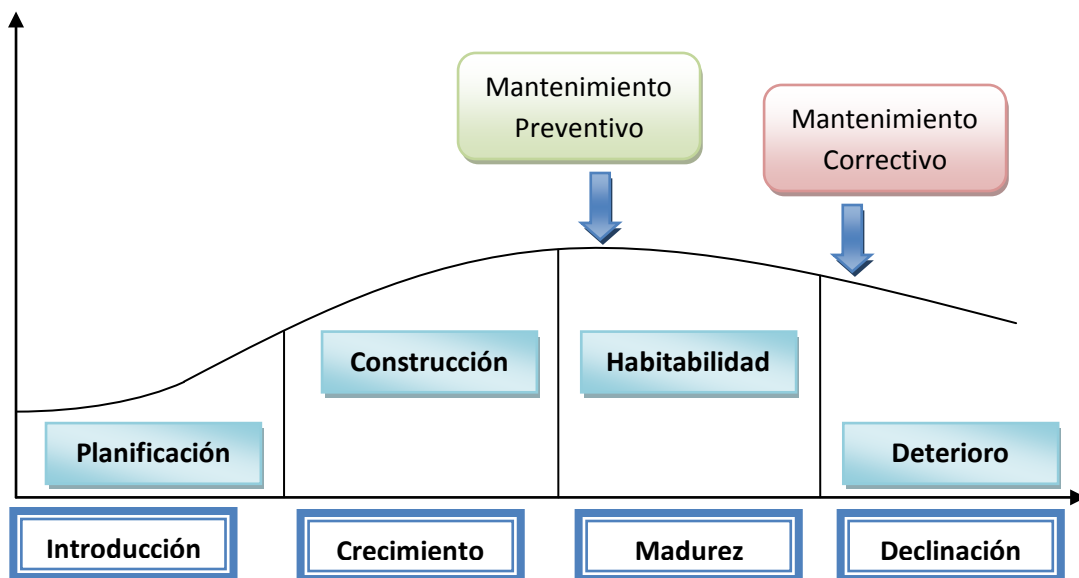 Mantenimiento
Preventivo
Mantenimiento
Correctivo
Construcción
Habitabilidad
Planificación
Deterioro
Introducción
Crecimiento
Madurez
Declinación